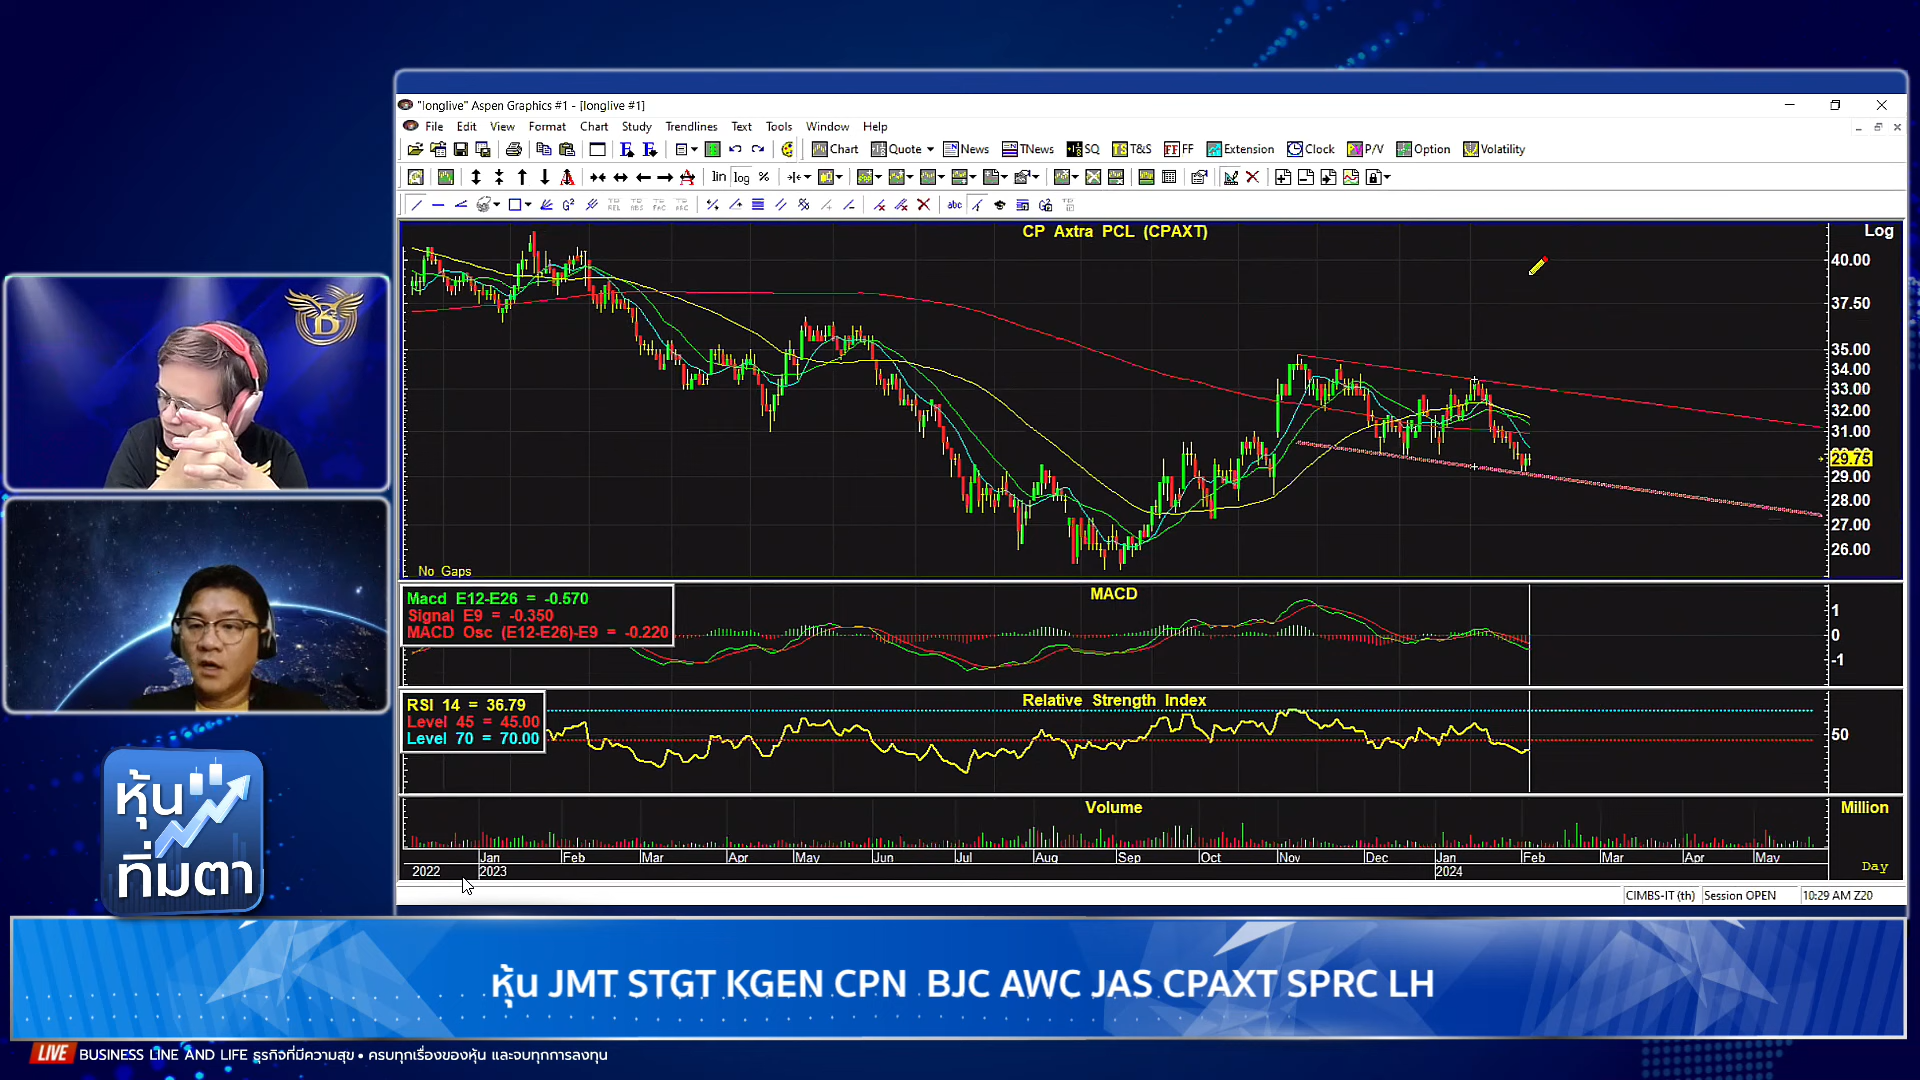 "longlive" Aspen Graphics #1 - [longlive #1]
File Edit View Format Chart Study Trendlines Text Tools Window Help
Chart Quote News TNews SQ T&S FF Extension Clock P/V Option Volatility
lin log %
abc
CP Axtra PCL (CPAXT)
Log
40.00
37.50
35.00
34.00
33.00
32.00
31.00
29.75
29.00
28.00
27.00
26.00
No Gaps
MACD
Macd E12-E26 = -0.570
Signal E9 = -0.350
MACD Osc (E12-E26)-E9 = -0.220
1
0
-1
Relative Strength Index
RSI 14 = 36.79
Level 45 = 45.00
Level 70 = 70.00
50
Volume
Million
Jan Feb Mar Apr May Jun Jul Aug Sep Oct Nov Dec Jan Feb Mar Apr May
2022 2023 2024
Day
CIMBS-IT (th) Session OPEN 10:29 AM Z20
หุ้น
ทิ่มตา
หุ้น JMT STGT KGEN CPN BJC AWC JAS CPAXT SPRC LH
LIVE BUSINESS LINE AND LIFE ธุรกิจที่มีความสุข • ครบทุกเรื่องของหุ้น และจบทุกการลงทุน